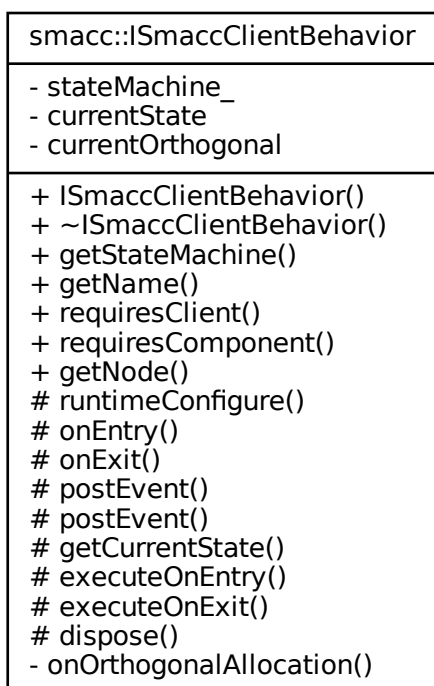 smacc::ISmaccClientBehavior
- stateMachine_
- currentState
- currentOrthogonal
+ ISmaccClientBehavior()
+ ~ISmaccClientBehavior()
+ getStateMachine()
+ getName()
+ requiresClient()
+ requiresComponent()
+ getNode()
# runtimeConfigure()
# onEntry()
# onExit()
# postEvent()
# postEvent()
# getCurrentState()
# executeOnEntry()
# executeOnExit()
# dispose()
- onOrthogonalAllocation()